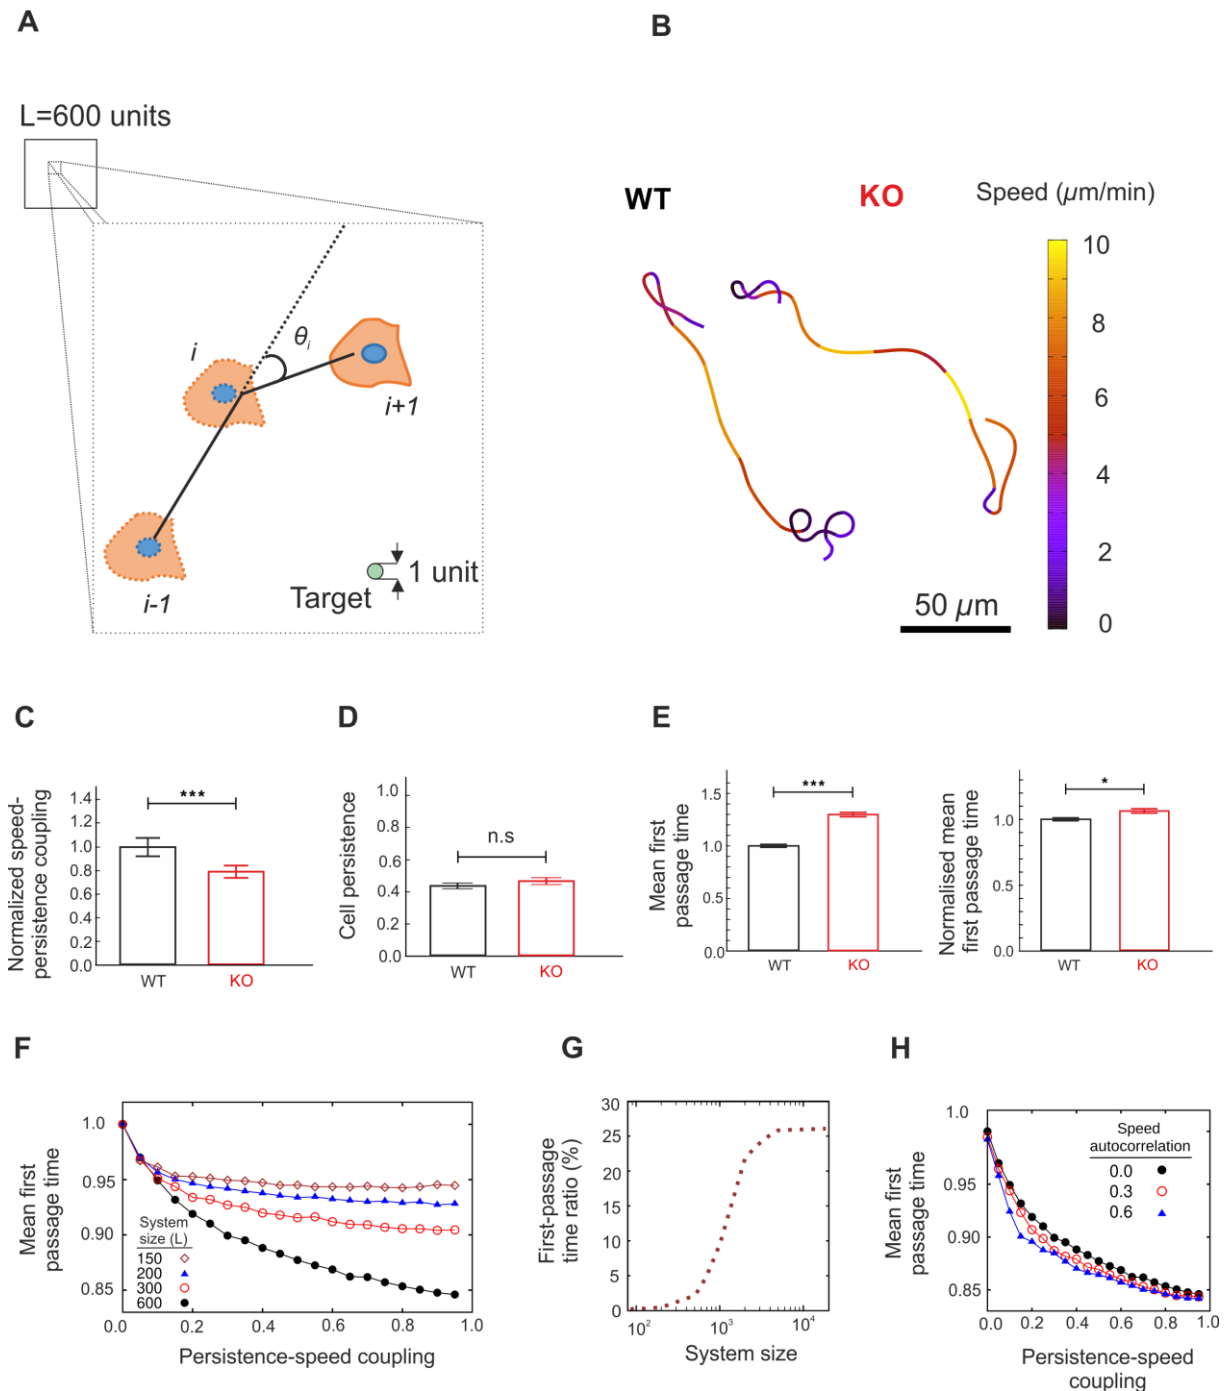 A
B
L=600 units
θi
i
i+1
i-1
Target
1 unit
WT
KO
Speed (µm/min)
10
8
6
4
2
0
50 µm
C
Normalized speed-
persistence coupling
1.4
1.2
1.0
0.8
0.6
0.4
0.2
0.0
***
WT
KO
D
Cell persistence
1.0
0.8
0.6
0.4
0.2
0.0
n.s
WT
KO
E
Mean first
passage time
1.5
1.0
0.5
0.0
***
WT
KO
Normalised mean
first passage time
1.0
0.5
0.0
*
WT
KO
F
Mean first
passage time
1.0
0.95
0.90
0.85
System
size (L)
150
200
300
600
0.0
0.2
0.4
0.6
0.8
1.0
Persistence-speed coupling
G
First-passage
time ratio (%)
30
25
20
15
10
5
0
10²
10³
10⁴
System size
H
Mean first
passage time
1.0
0.95
0.90
0.85
Speed
autocorrelation
0.0
0.3
0.6
0.0
0.2
0.4
0.6
0.8
1.0
Persistence-speed
coupling